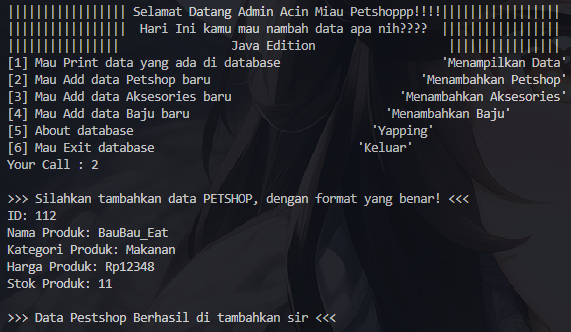 ||||||||||||||||| Selamat Datang Admin Acin Miau Petshoppp!!!!|||||||||||||||||
|||||||||||||||||  Hari Ini kamu mau nambah data apa nih????  |||||||||||||||||
||||||||||||||||                Java Edition                   ||||||||||||||||
[1] Mau Print data yang ada di database                       'Menampilkan Data'
[2] Mau Add data Petshop baru                              'Menambahkan Petshop'
[3] Mau Add data Aksesories baru                        'Menambahkan Aksesories'
[4] Mau Add data Baju baru                            'Menambahkan Baju'
[5] About database                                  'Yapping'
[6] Mau Exit database                             'Keluar'
Your Call : 2

>>> Silahkan tambahkan data PETSHOP, dengan format yang benar! <<<
ID: 112
Nama Produk: BauBau_Eat
Kategori Produk: Makanan
Harga Produk: Rp12348
Stok Produk: 11

>>> Data Pestshop Berhasil di tambahkan sir <<<